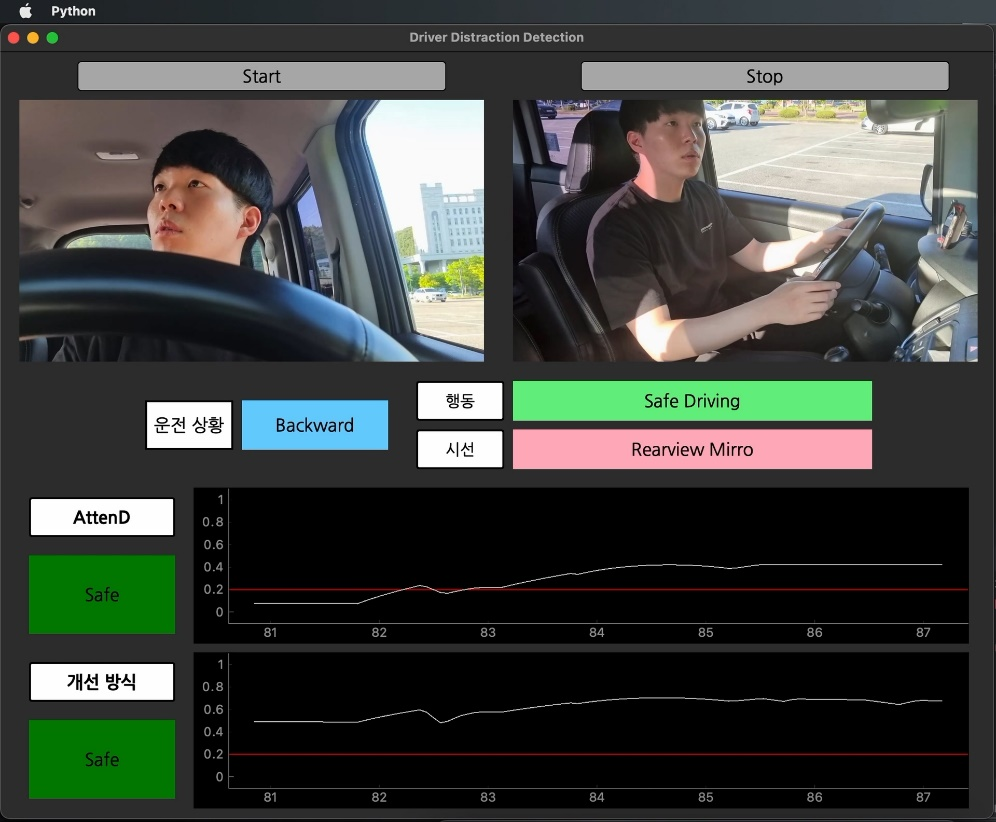 Python
Driver Distraction Detection
Start
Stop
운전 상황
Backward
행동
Safe Driving
시선
Rearview Mirro
AttenD
Safe
1
0.8
0.6
0.4
0.2
0
81 82 83 84 85 86 87
개선 방식
Safe
1
0.8
0.6
0.4
0.2
0
81 82 83 84 85 86 87